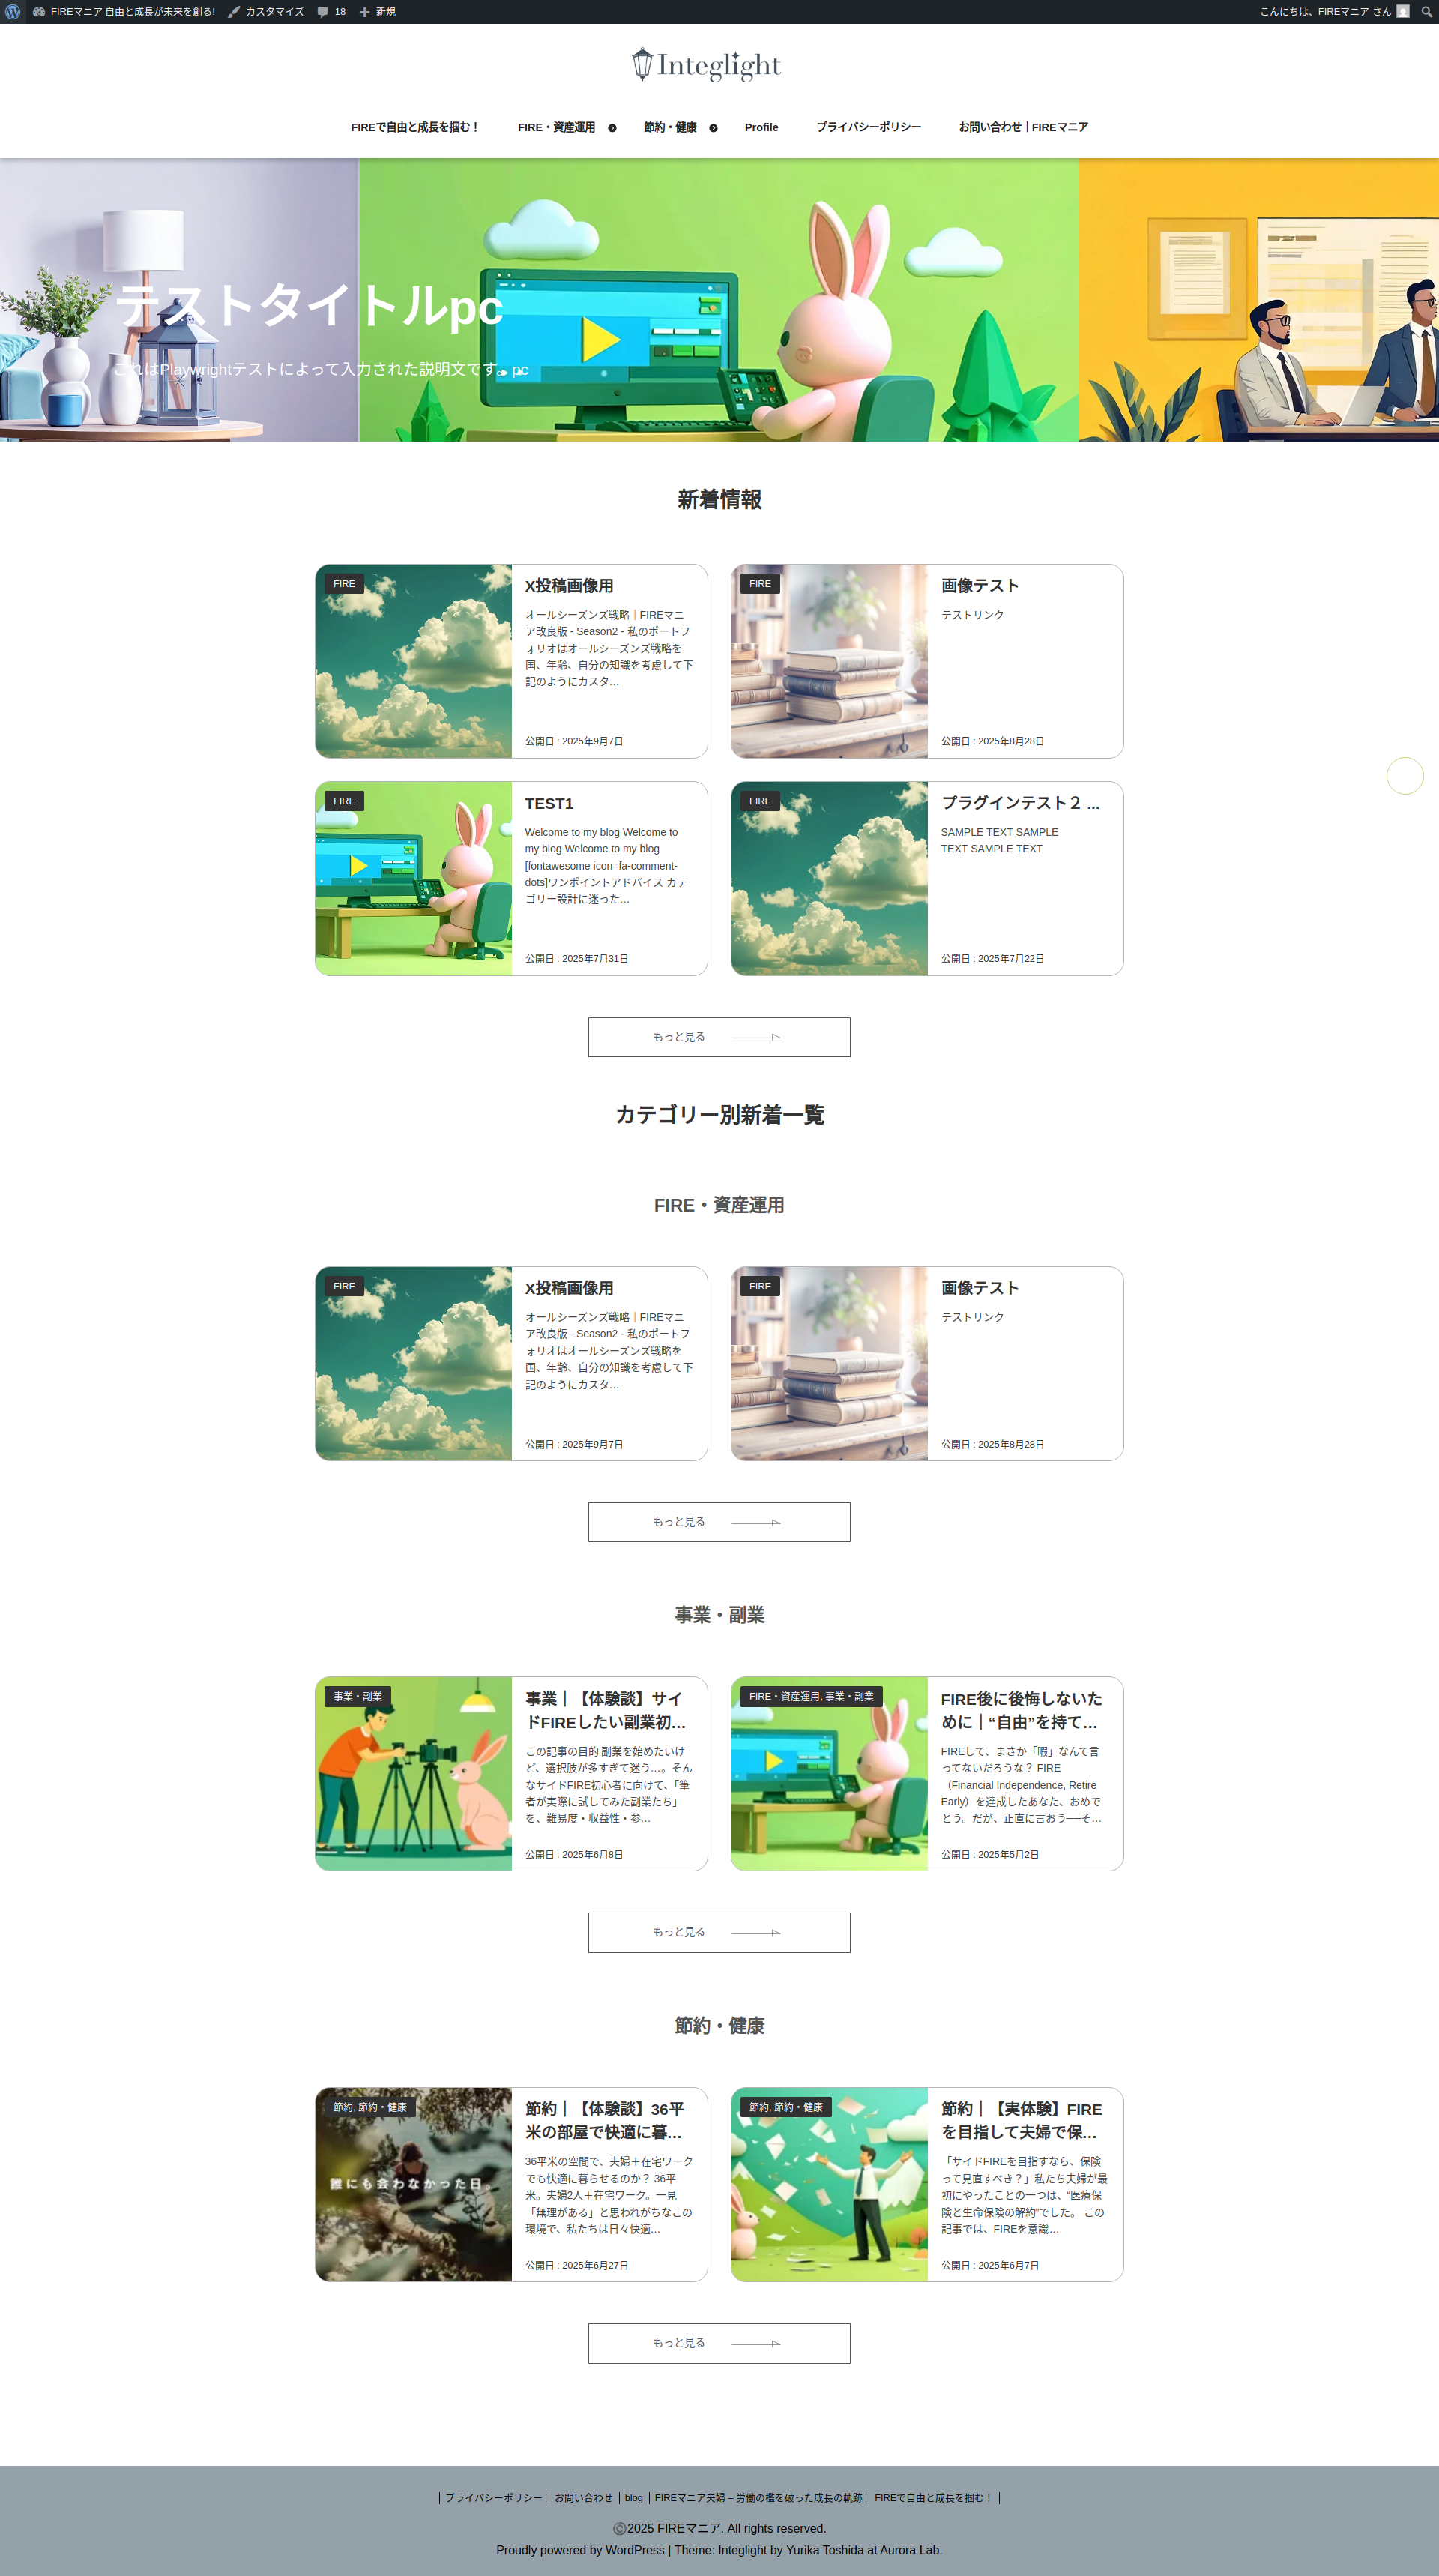 FIREマニア 自由と成長が未来を創る! カスタマイズ 18 新規 こんにちは、FIREマニア さん
Integlight
FIREで自由と成長を掴む！ FIRE・資産運用 節約・健康 Profile プライバシーポリシー お問い合わせ｜FIREマニア
テストタイトルpc
これはPlaywrightテストによって入力された説明文です。pc
新着情報
FIRE
X投稿画像用
オールシーズンズ戦略｜FIREマニ
ア改良版 - Season2 - 私のポートフ
ォリオはオールシーズンズ戦略を
国、年齢、自分の知識を考慮して下
記のようにカスタ…
公開日 : 2025年9月7日
FIRE
画像テスト
テストリンク
公開日 : 2025年8月28日
FIRE
TEST1
Welcome to my blog Welcome to
my blog Welcome to my blog
[fontawesome icon=fa-comment-
dots]ワンポイントアドバイス カテ
ゴリー設計に迷った…
公開日 : 2025年7月31日
FIRE
プラグインテスト２ ...
SAMPLE TEXT SAMPLE
TEXT SAMPLE TEXT
公開日 : 2025年7月22日
もっと見る
カテゴリー別新着一覧
FIRE・資産運用
FIRE
X投稿画像用
オールシーズンズ戦略｜FIREマニ
ア改良版 - Season2 - 私のポートフ
ォリオはオールシーズンズ戦略を
国、年齢、自分の知識を考慮して下
記のようにカスタ…
公開日 : 2025年9月7日
FIRE
画像テスト
テストリンク
公開日 : 2025年8月28日
もっと見る
事業・副業
事業・副業
事業｜【体験談】サイ
ドFIREしたい副業初…
この記事の目的 副業を始めたいけ
ど、選択肢が多すぎて迷う…。そん
なサイドFIRE初心者に向けて、「筆
者が実際に試してみた副業たち」
を、難易度・収益性・参…
公開日 : 2025年6月8日
FIRE・資産運用, 事業・副業
FIRE後に後悔しないた
めに｜“自由”を持て…
FIREして、まさか「暇」なんて言
ってないだろうな？ FIRE
（Financial Independence, Retire
Early）を達成したあなた、おめで
とう。だが、正直に言おう──そ…
公開日 : 2025年5月2日
もっと見る
節約・健康
節約, 節約・健康
誰にも会わなかった日。
節約｜【体験談】36平
米の部屋で快適に暮…
36平米の空間で、夫婦＋在宅ワーク
でも快適に暮らせるのか？ 36平
米。夫婦2人＋在宅ワーク。一見
「無理がある」と思われがちなこの
環境で、私たちは日々快適…
公開日 : 2025年6月27日
節約, 節約・健康
節約｜【実体験】FIRE
を目指して夫婦で保…
「サイドFIREを目指すなら、保険
って見直すべき？」私たち夫婦が最
初にやったことの一つは、“医療保
険と生命保険の解約”でした。 この
記事では、FIREを意識…
公開日 : 2025年6月7日
もっと見る
プライバシーポリシー お問い合わせ blog FIREマニア夫婦 – 労働の檻を破った成長の軌跡 FIREで自由と成長を掴む！
©2025 FIREマニア. All rights reserved.
Proudly powered by WordPress | Theme: Integlight by Yurika Toshida at Aurora Lab.